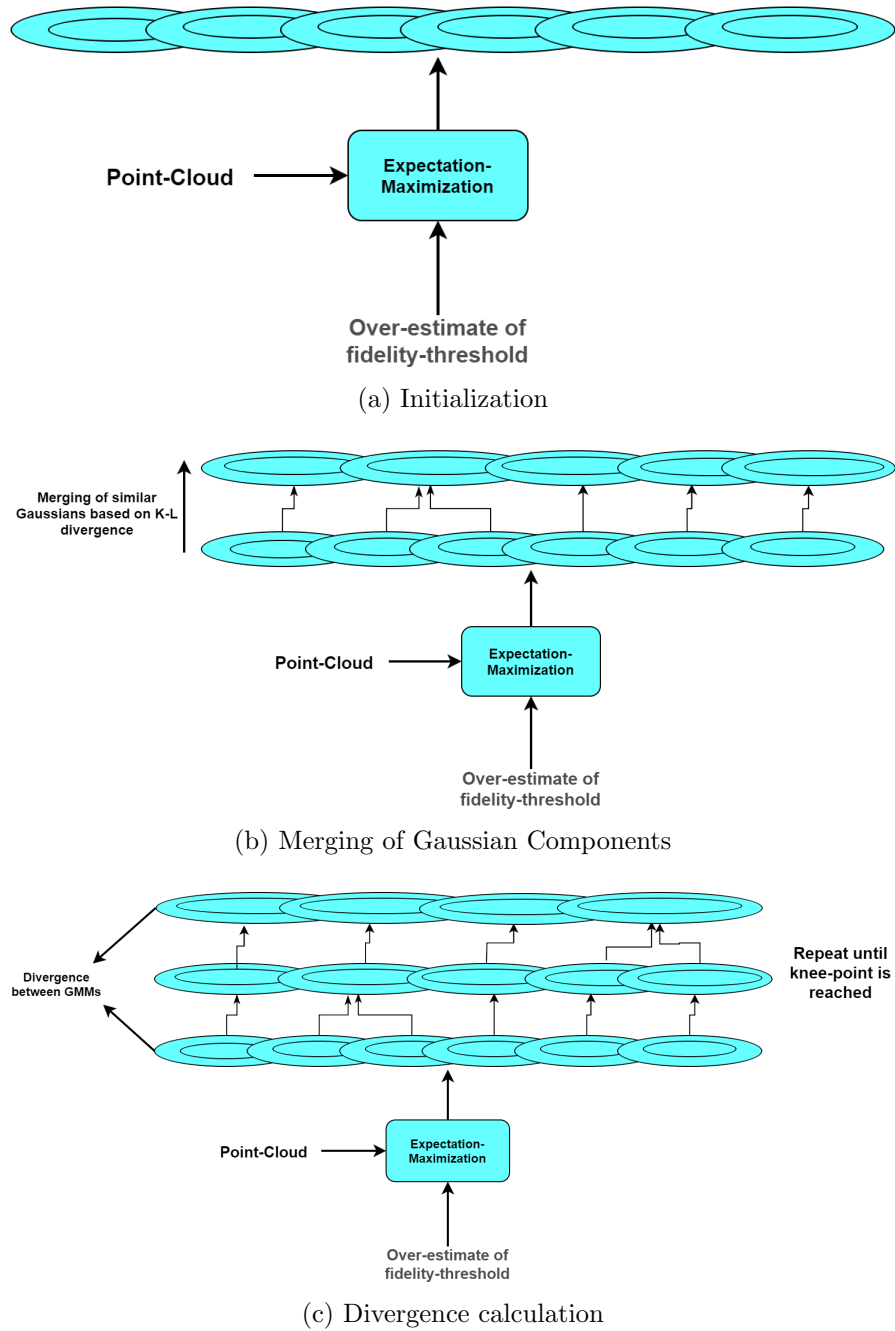 Expectation-
Maximization
Point-Cloud
Over-estimate of
fidelity-threshold
(a) Initialization
Merging of similar
Gaussians based on K-L
divergence
Expectation-
Maximization
Point-Cloud
Over-estimate of
fidelity-threshold
(b) Merging of Gaussian Components
Divergence
between GMMs
Repeat until
knee-point is
reached
Expectation-
Maximization
Point-Cloud
Over-estimate of
fidelity-threshold
(c) Divergence calculation